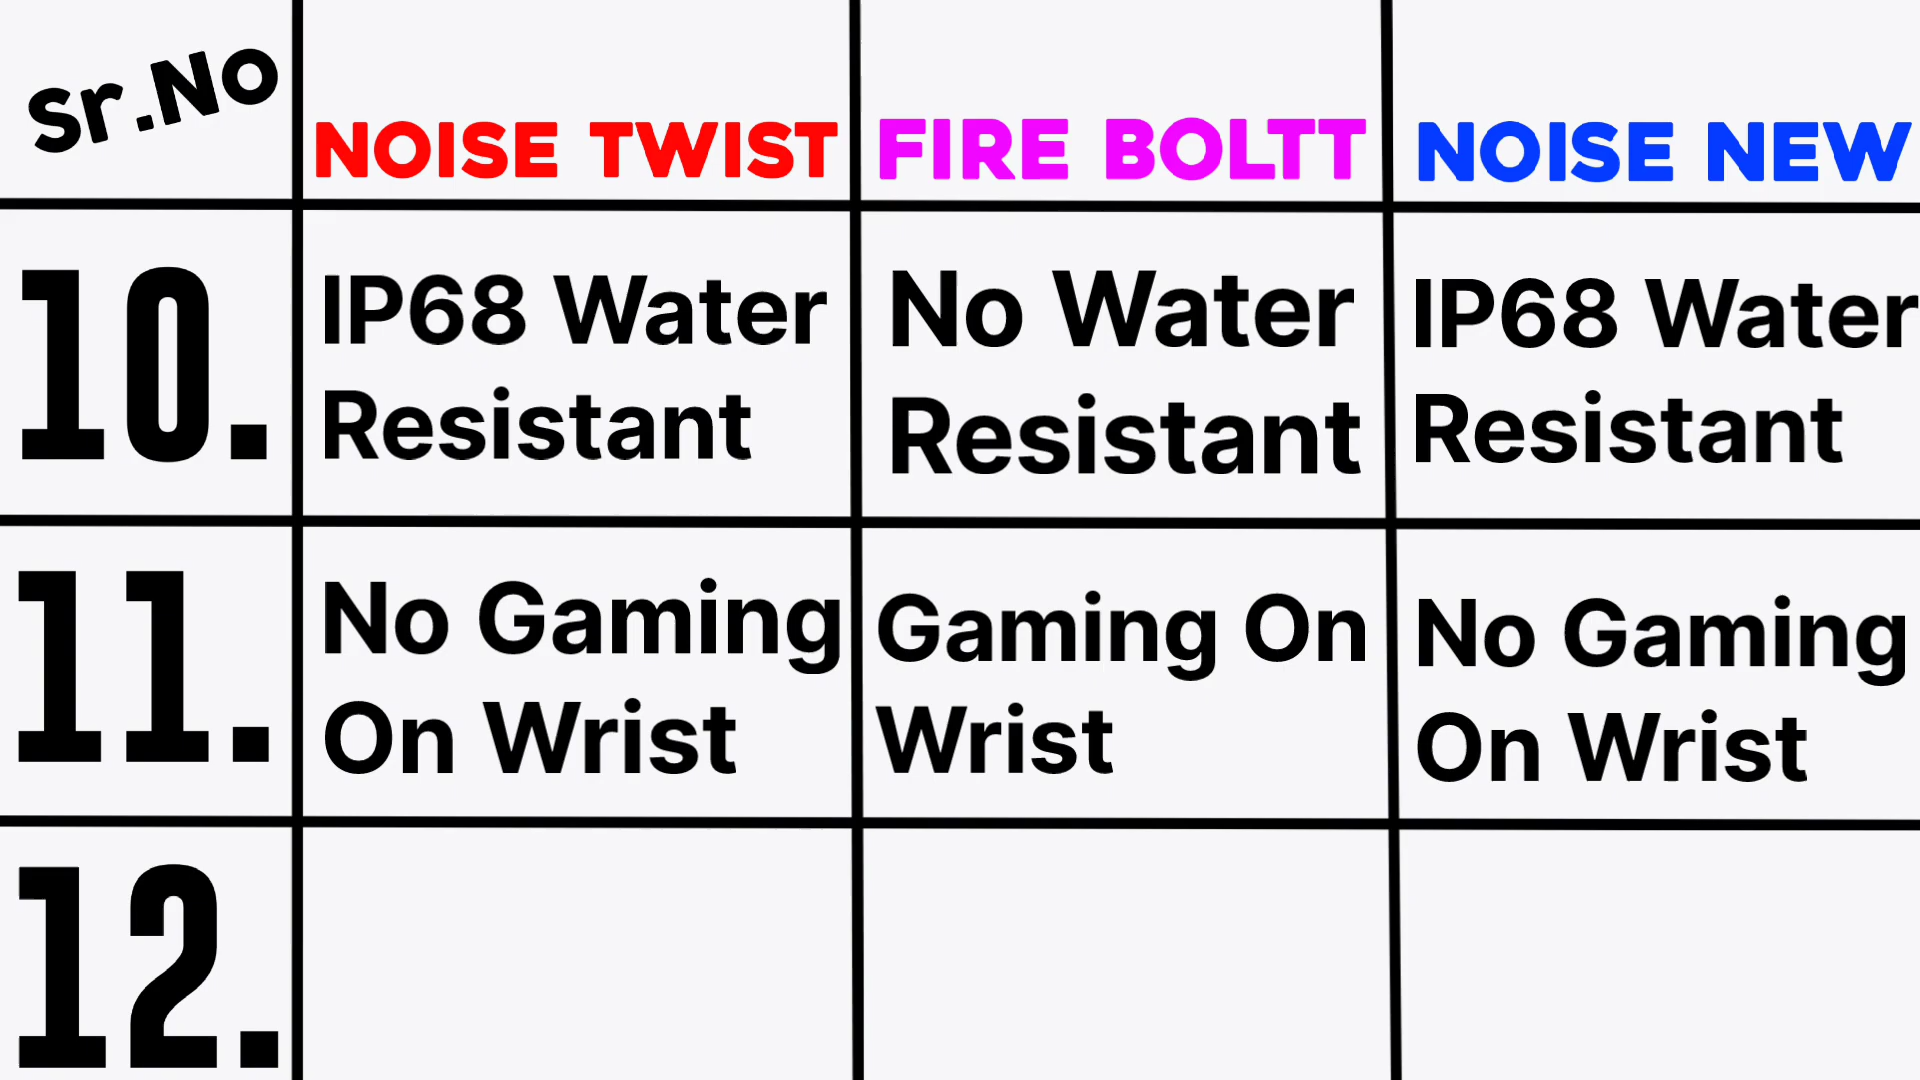 Sr.No
NOISE TWIST
FIRE BOLTT
NOISE NEW
10.
IP68 Water
Resistant
No Water
Resistant
IP68 Water
Resistant
11.
No Gaming
On Wrist
Gaming On
Wrist
No Gaming
On Wrist
12.